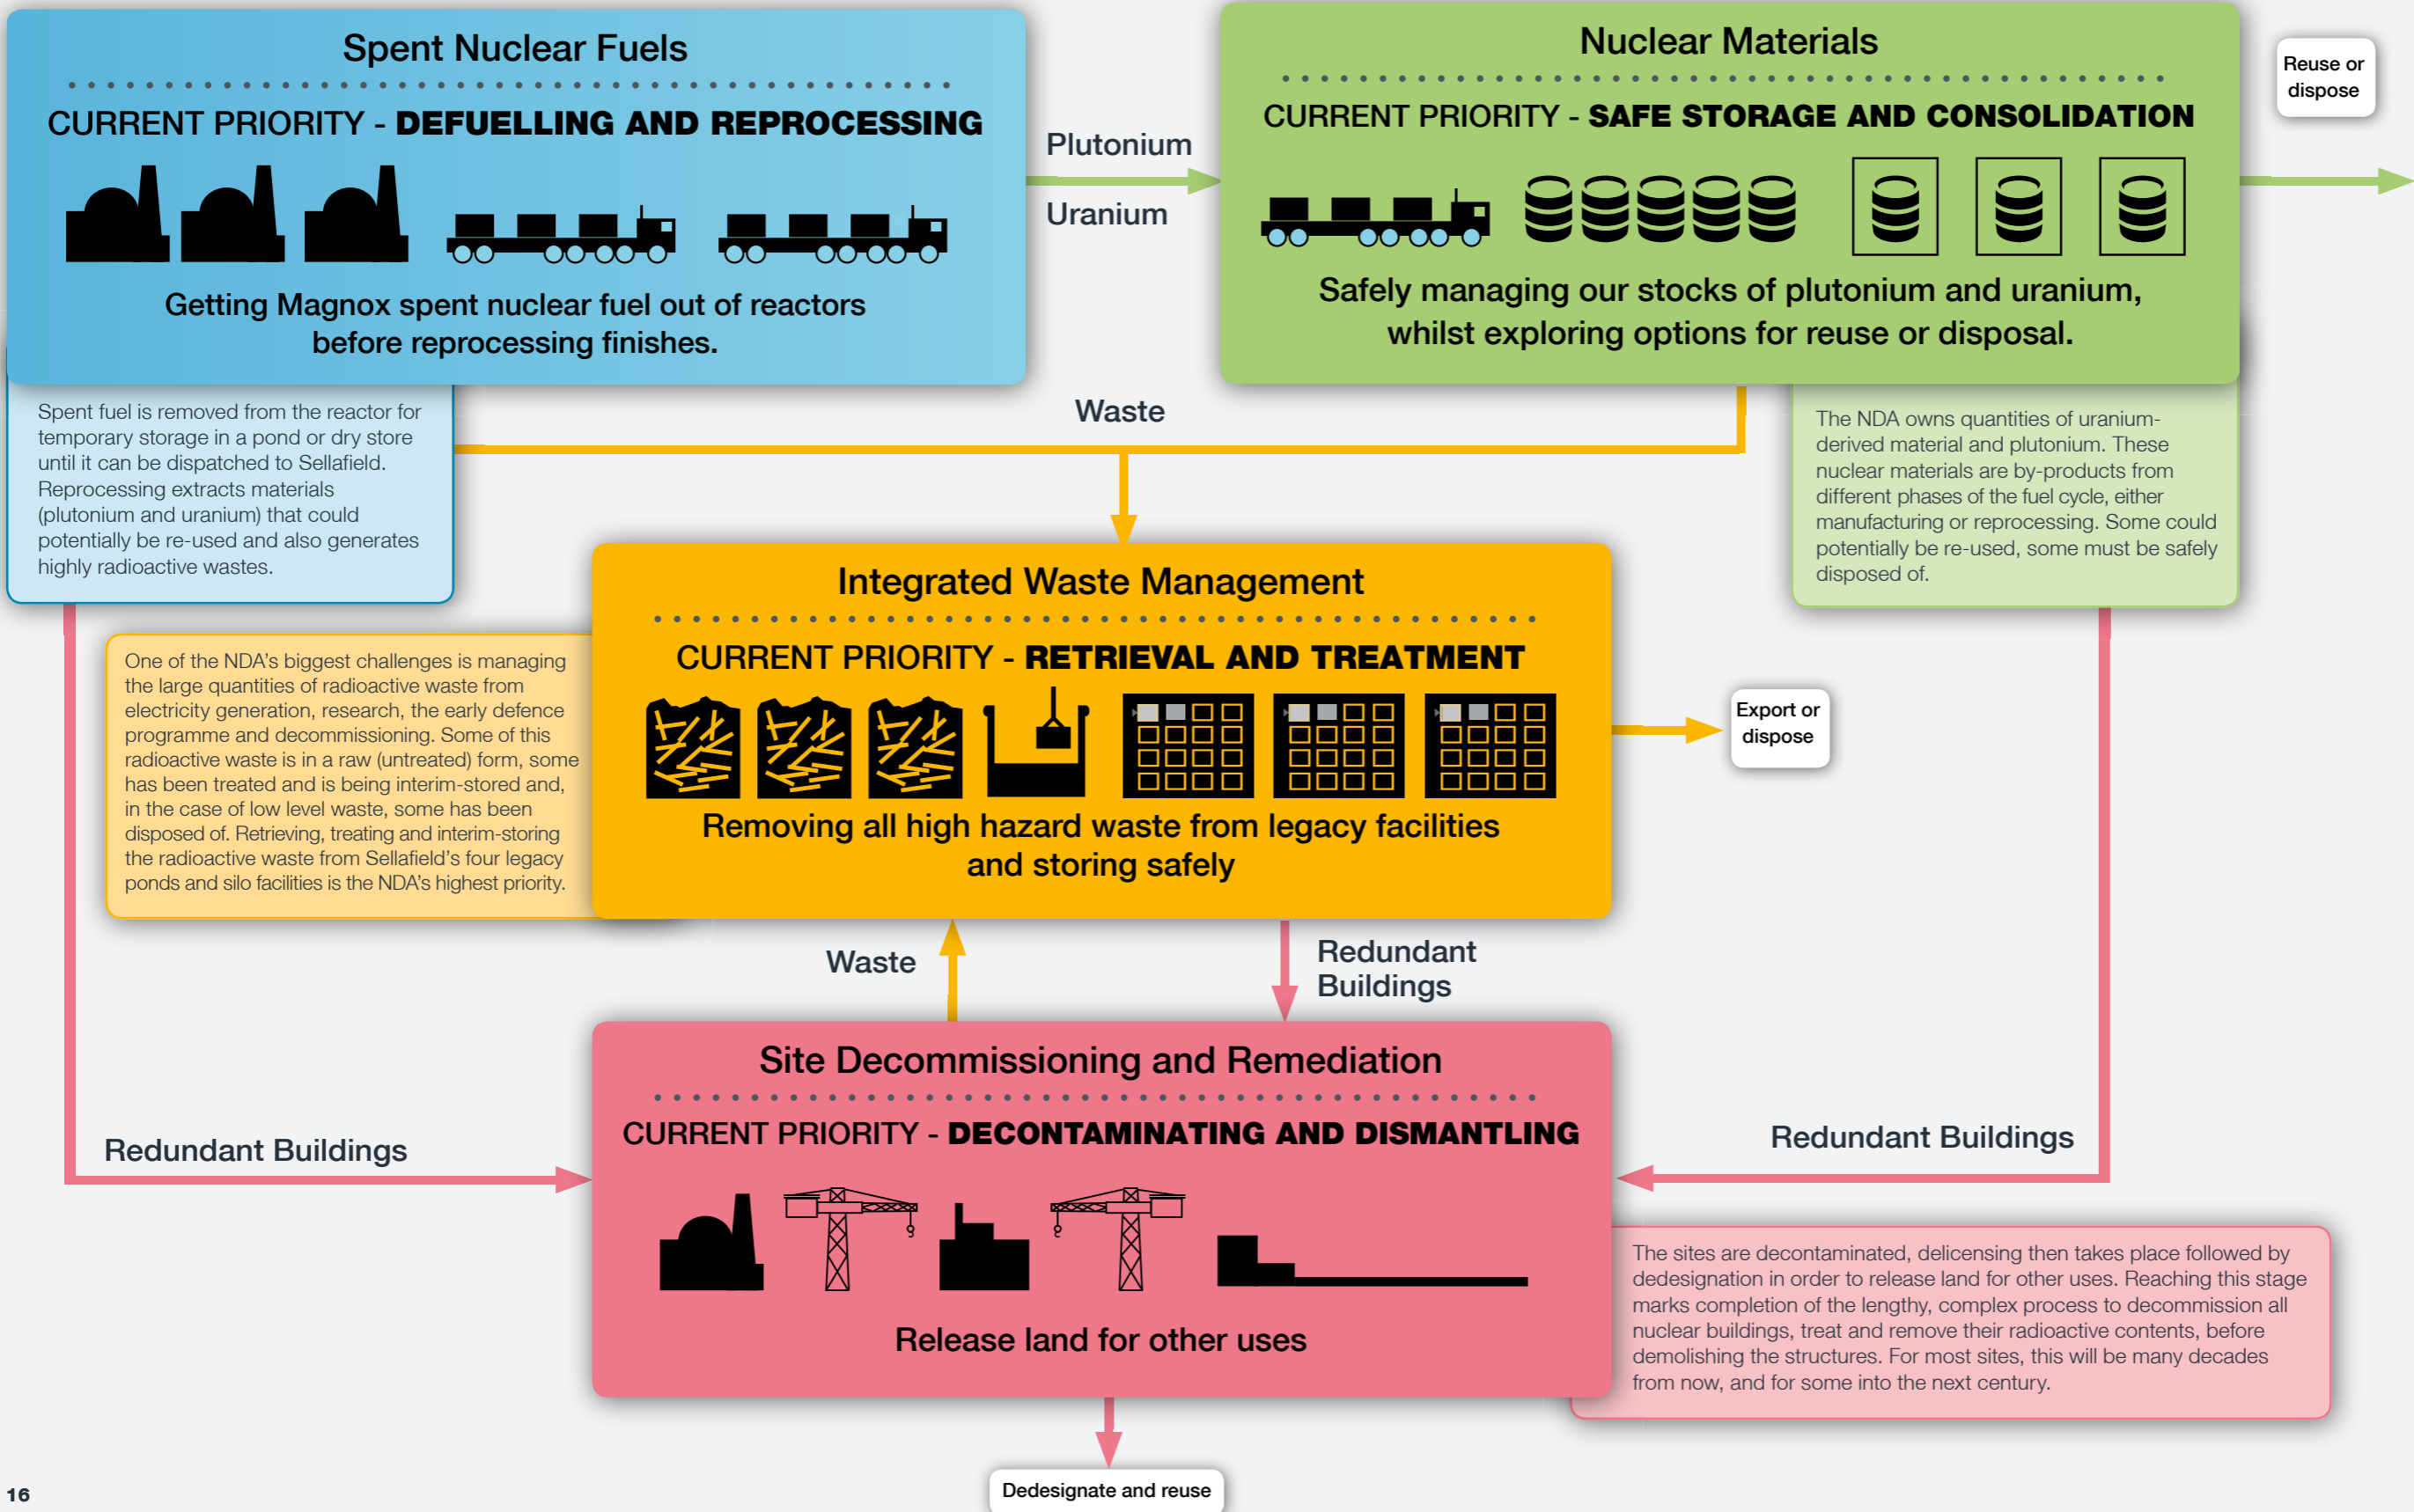 Spent Nuclear Fuels
CURRENT PRIORITY - DEFUELLING AND REPROCESSING
Getting Magnox spent nuclear fuel out of reactors
before reprocessing finishes.
Spent fuel is removed from the reactor for
temporary storage in a pond or dry store
until it can be dispatched to Sellafield.
Reprocessing extracts materials
(plutonium and uranium) that could
potentially be re-used and also generates
highly radioactive wastes.
Plutonium
Uranium
Nuclear Materials
CURRENT PRIORITY - SAFE STORAGE AND CONSOLIDATION
Safely managing our stocks of plutonium and uranium,
whilst exploring options for reuse or disposal.
Reuse or
dispose
The NDA owns quantities of uranium-
derived material and plutonium. These
nuclear materials are by-products from
different phases of the fuel cycle, either
manufacturing or reprocessing. Some could
potentially be re-used, some must be safely
disposed of.
Waste
Integrated Waste Management
CURRENT PRIORITY - RETRIEVAL AND TREATMENT
Removing all high hazard waste from legacy facilities
and storing safely
One of the NDA's biggest challenges is managing
the large quantities of radioactive waste from
electricity generation, research, the early defence
programme and decommissioning. Some of this
radioactive waste is in a raw (untreated) form, some
has been treated and is being interim-stored and,
in the case of low level waste, some has been
disposed of. Retrieving, treating and interim-storing
the radioactive waste from Sellafield's four legacy
ponds and silo facilities is the NDA's highest priority.
Export or
dispose
Waste
Redundant
Buildings
Site Decommissioning and Remediation
CURRENT PRIORITY - DECONTAMINATING AND DISMANTLING
Release land for other uses
Redundant Buildings
Redundant Buildings
The sites are decontaminated, delicensing then takes place followed by
dedesignation in order to release land for other uses. Reaching this stage
marks completion of the lengthy, complex process to decommission all
nuclear buildings, treat and remove their radioactive contents, before
demolishing the structures. For most sites, this will be many decades
from now, and for some into the next century.
Dedesignate and reuse
16